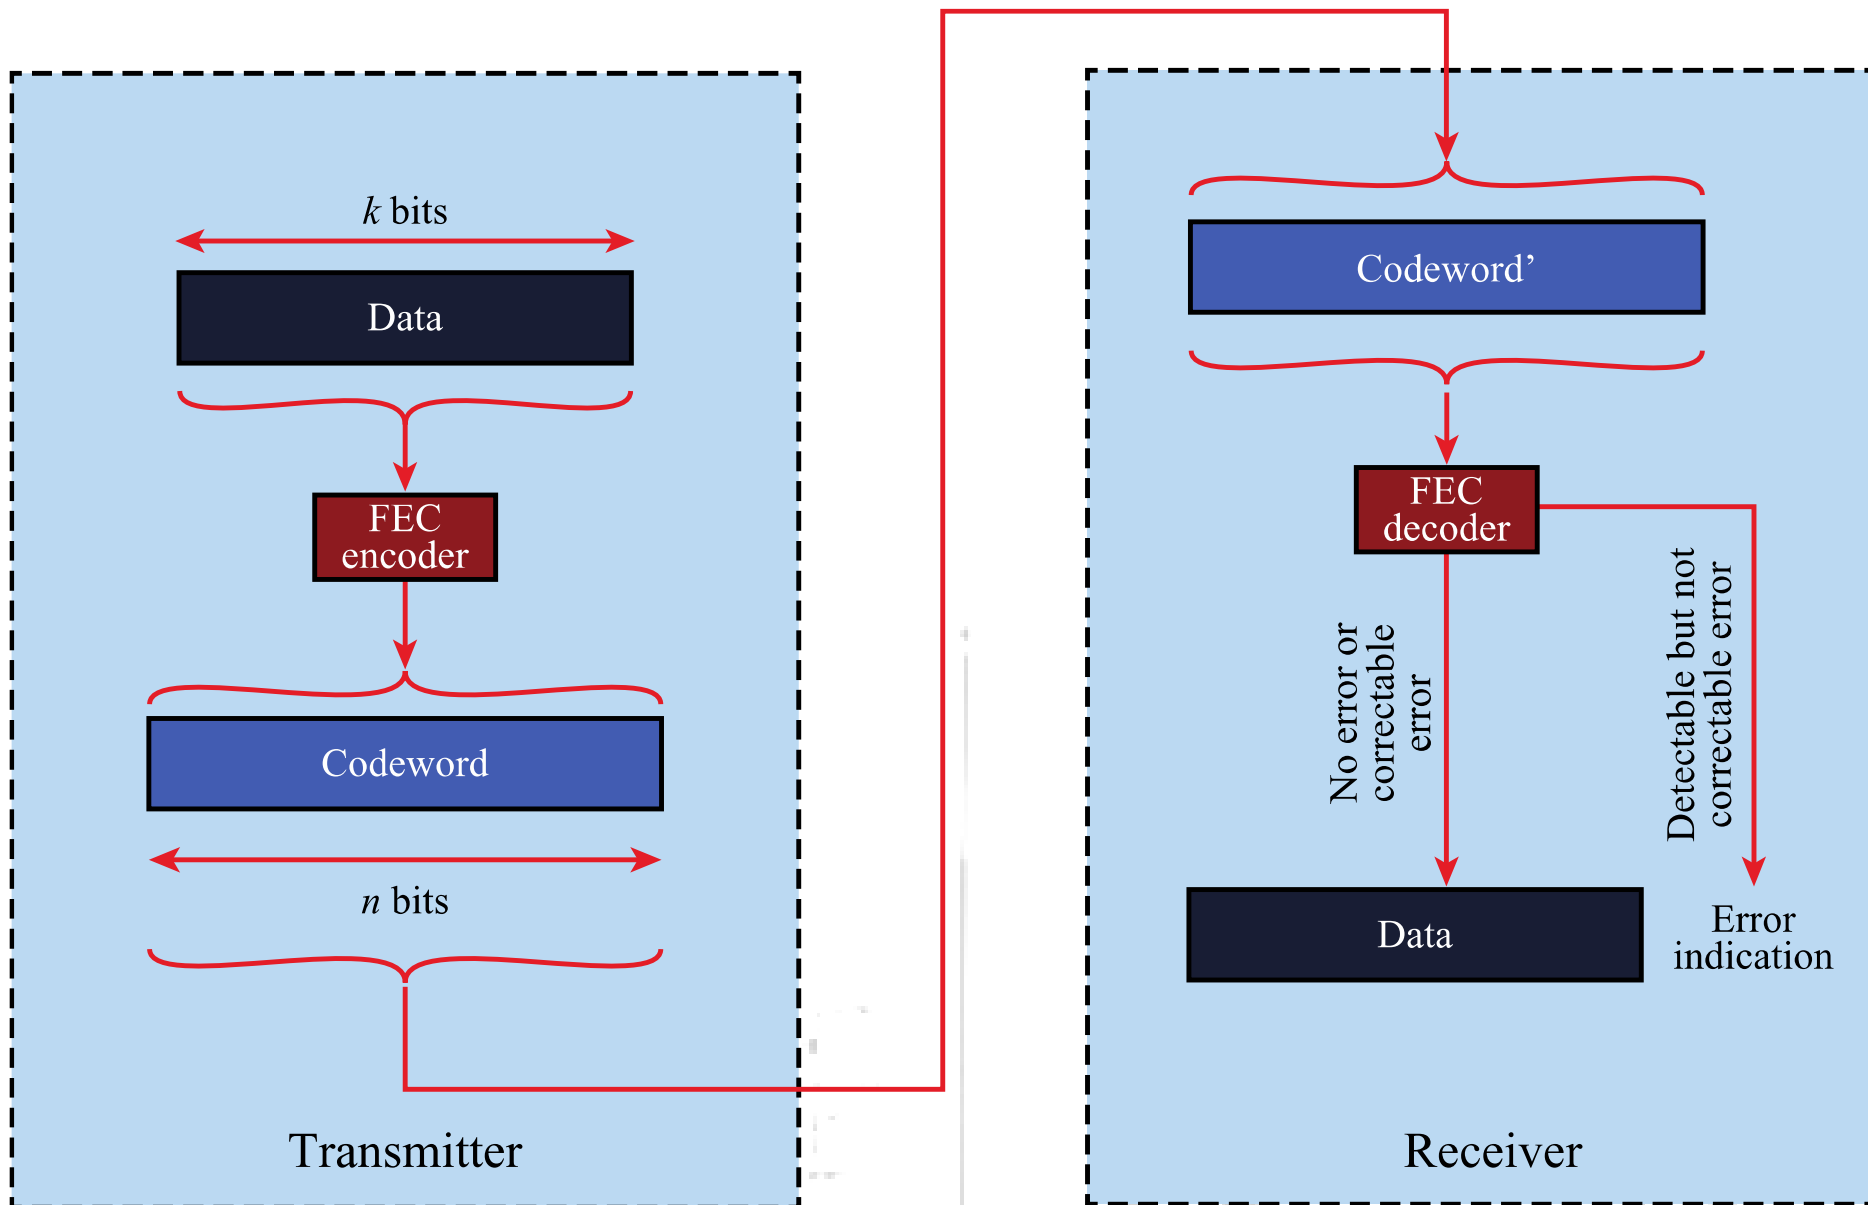 k bits
Data
FEC
encoder
Codeword
n bits
Transmitter
Codeword’
FEC
decoder
No error or
correctable
error
Detectable but not
correctable error
Data
Error
indication
Receiver